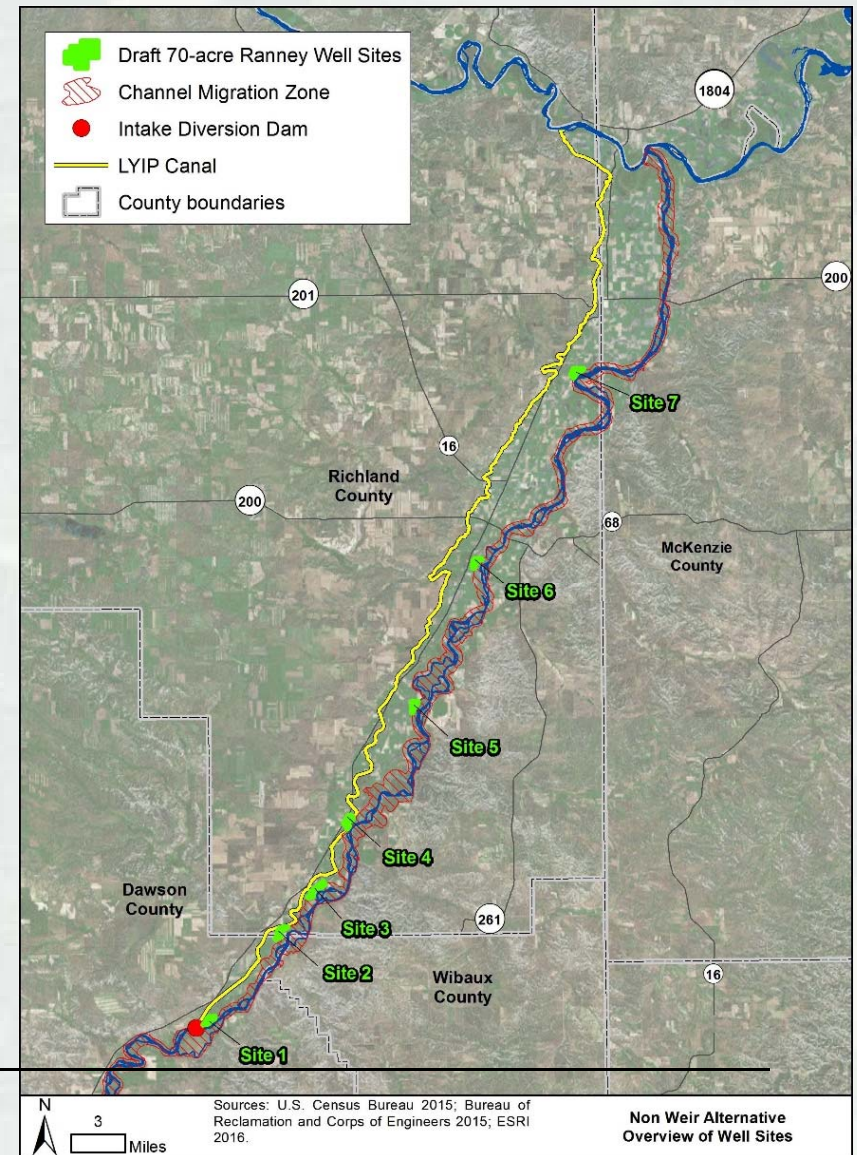 Draft 70-acre Ranney Well Sites
Channel Migration Zone
Intake Diversion Dam
LYIP Canal
County boundaries
1804
201
200
Site 7
16
Richland
County
200
68
McKenzie
County
Site 6
Site 5
Site 4
Dawson
County
Site 3
261
Site 2
Wibaux
County
16
Site 1
N
3
Miles
Sources: U.S. Census Bureau 2015; Bureau of
Reclamation and Corps of Engineers 2015; ESRI
2016.
Non Weir Alternative
Overview of Well Sites